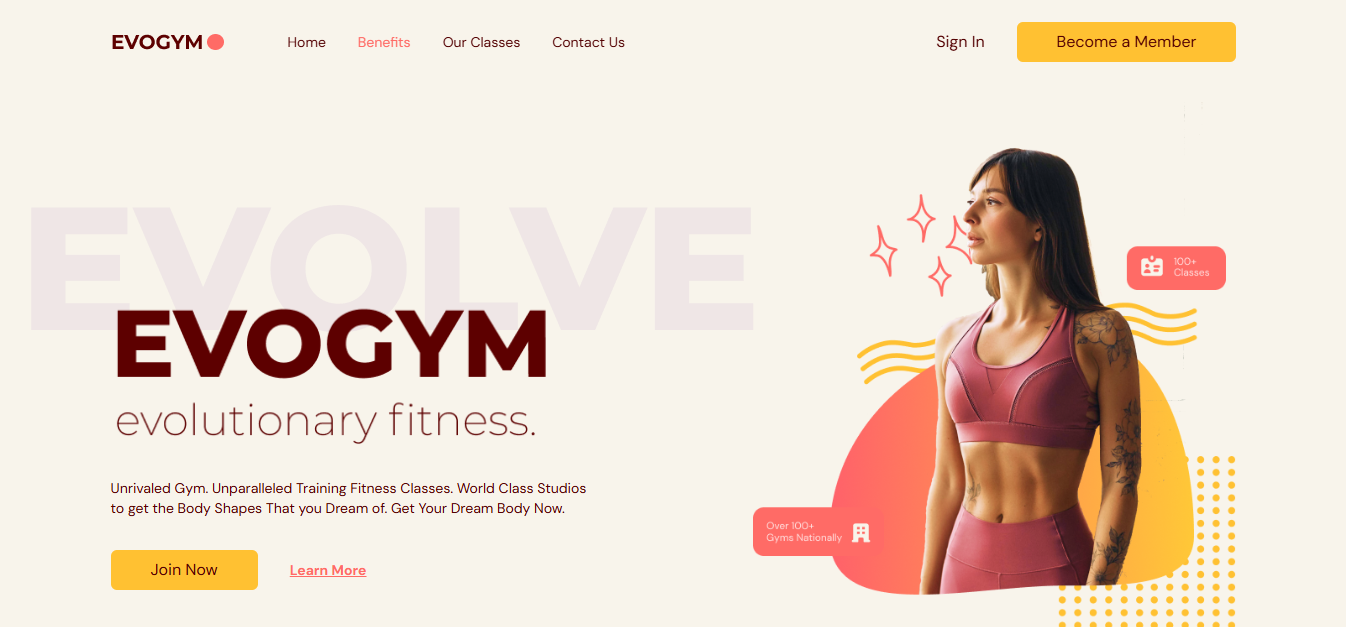 EVOGYM
Home
Benefits
Our Classes
Contact Us
Sign In
Become a Member
EVOLVE
EVOGYM
evolutionary fitness.
Unrivaled Gym. Unparalleled Training Fitness Classes. World Class Studios
to get the Body Shapes That you Dream of. Get Your Dream Body Now.
Join Now
Learn More
100+
Classes
Over 100+
Gyms Nationally